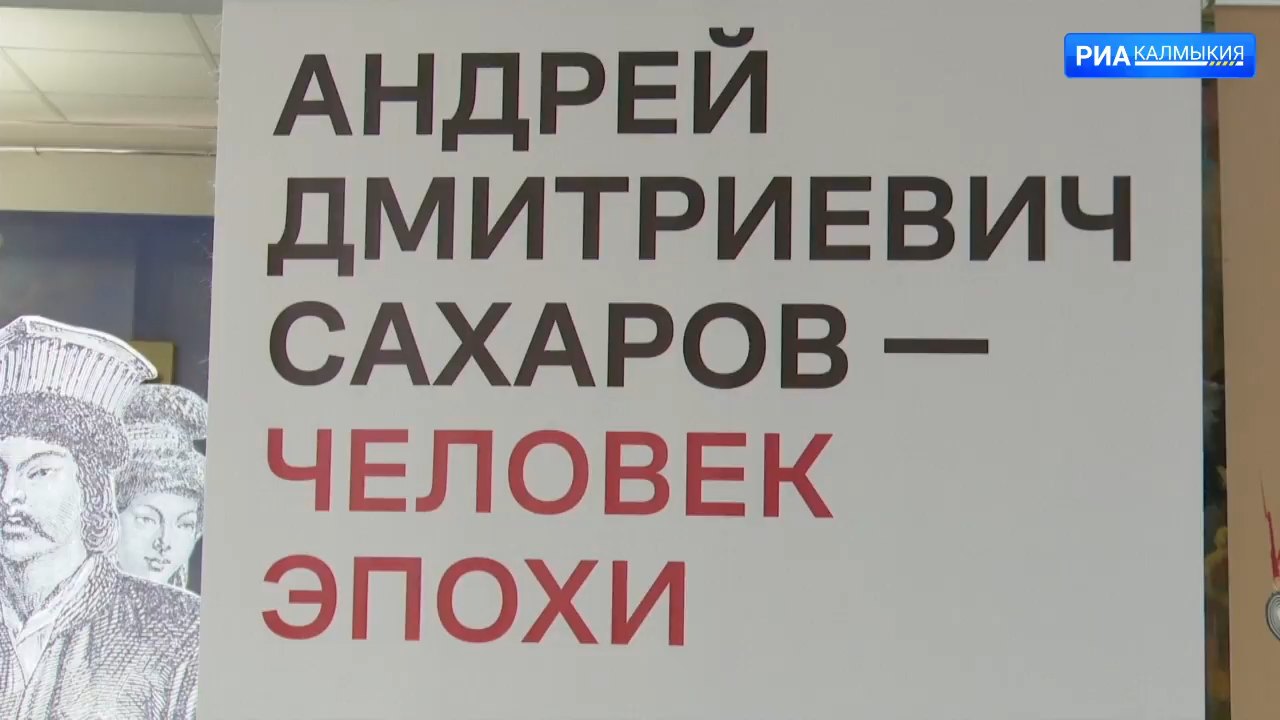 РИА КАЛМЫКИЯ
АНДРЕЙ
ДМИТРИЕВИЧ
САХАРОВ —
ЧЕЛОВЕК
ЭПОХИ